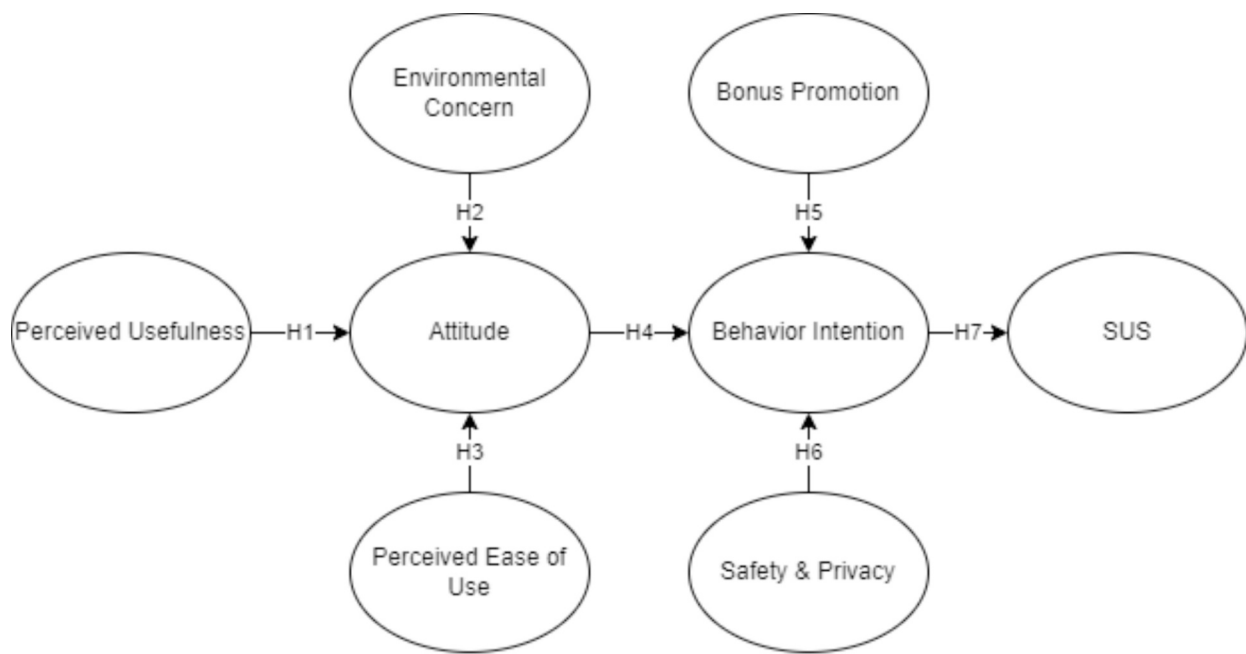 Environmental
Concern
Bonus Promotion
H2
H5
Perceived Usefulness
H1
Attitude
H4
Behavior Intention
H7
SUS
H3
H6
Perceived Ease of
Use
Safety & Privacy